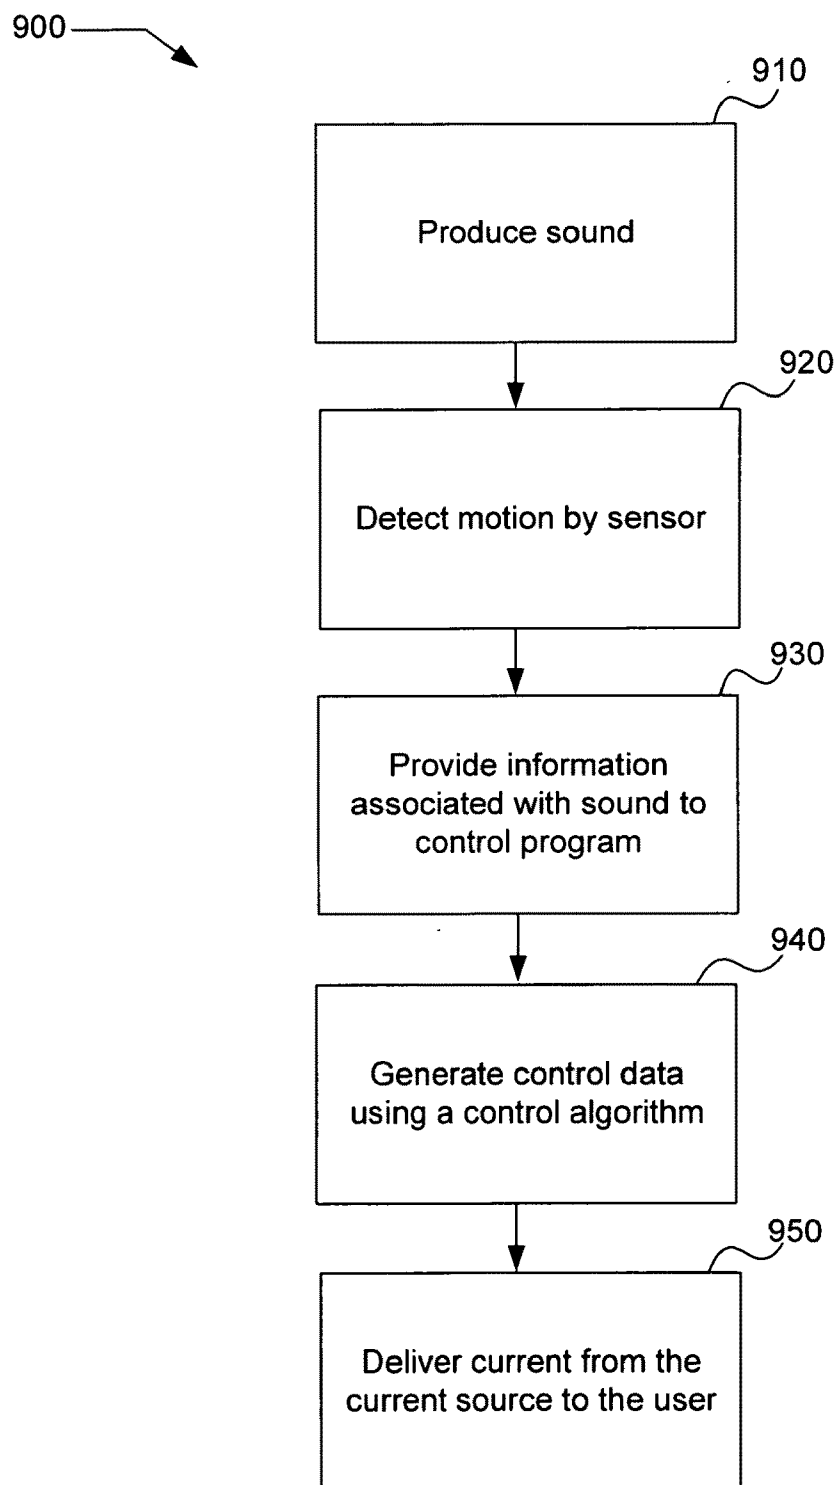 900
910
Produce sound
920
Detect motion by sensor
930
Provide information
associated with sound to
control program
940
Generate control data
using a control algorithm
950
Deliver current from the
current source to the user